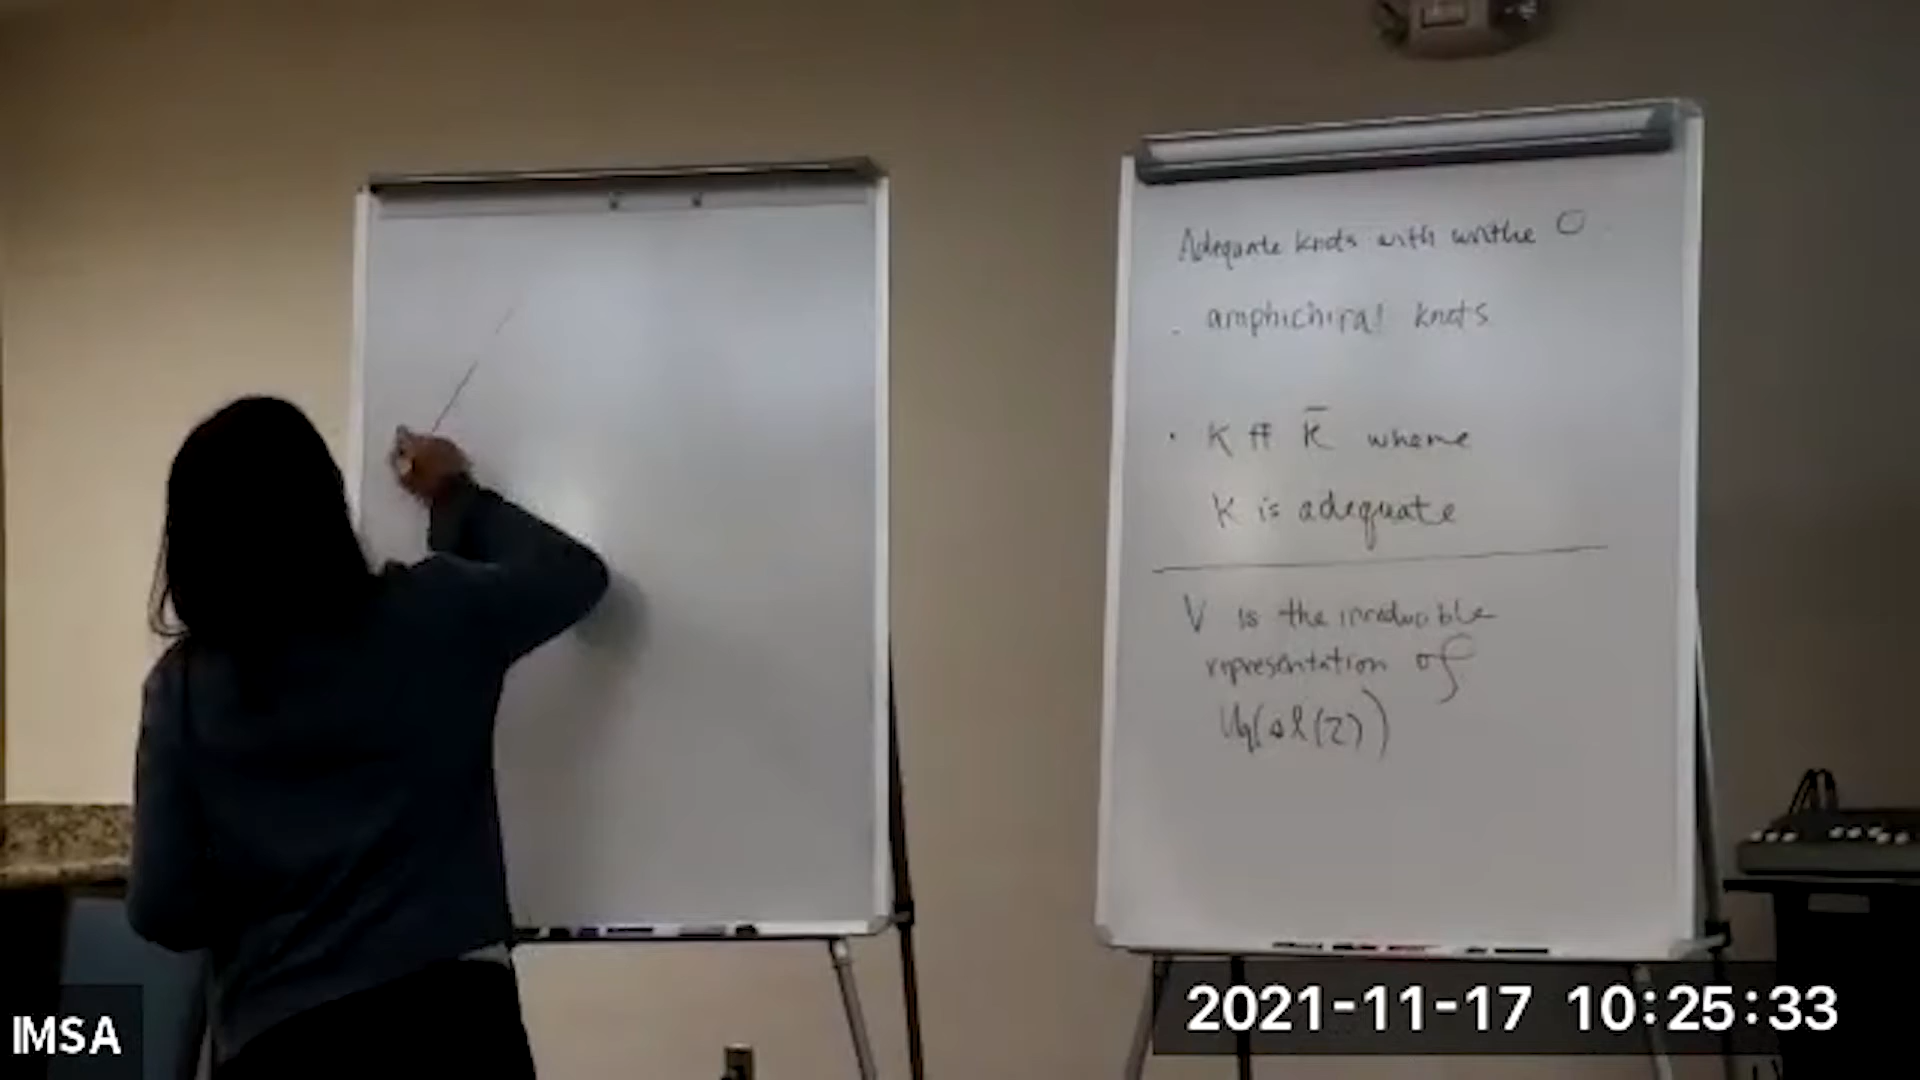 Adequate knots with writhe 0
· amphichiral knots
· K # K̄ where
K is adequate
V is the irreducible
representation of
Uq(sl(2))
IMSA
2021-11-17 10:25:33